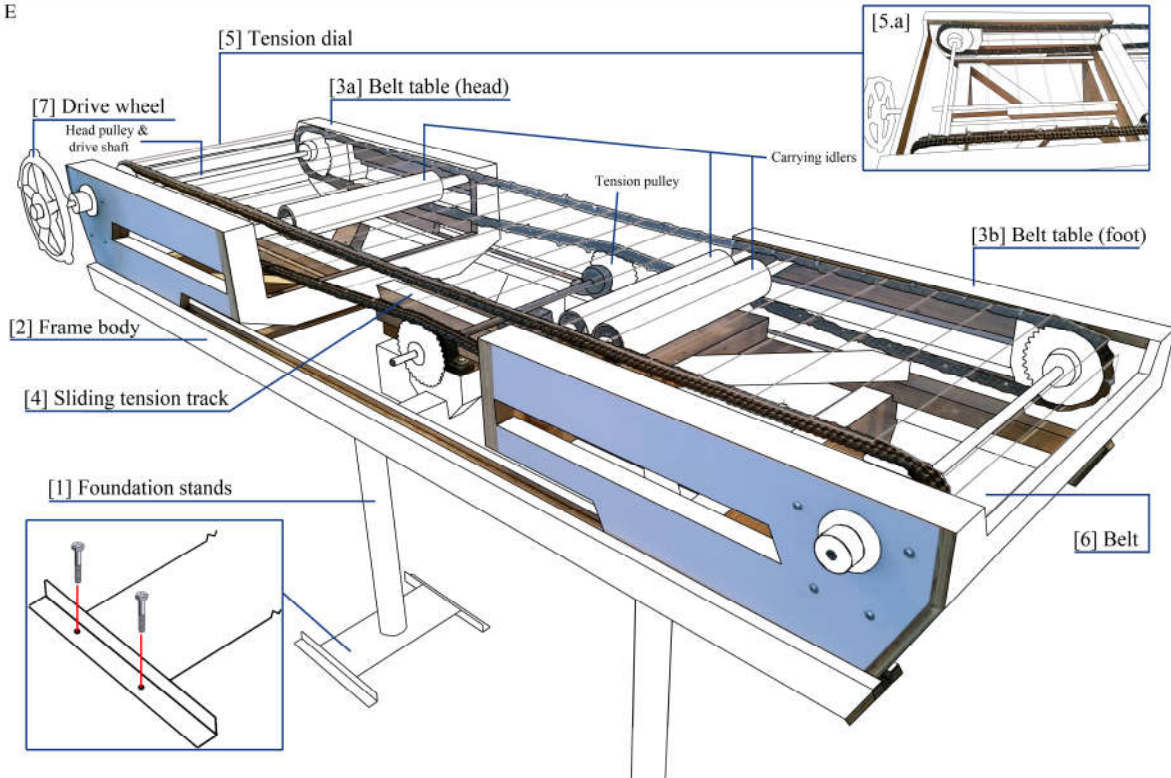 E
[5] Tension dial
[5.a]
[3a] Belt table (head)
[7] Drive wheel
Head pulley &
drive shaft
Carrying idlers
Tension pulley
[3b] Belt table (foot)
[2] Frame body
[4] Sliding tension track
[1] Foundation stands
[6] Belt